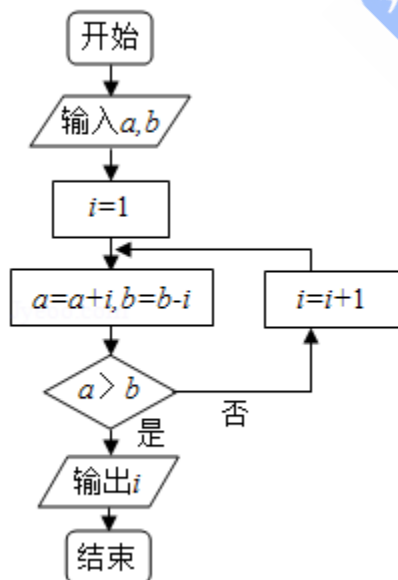 开始
输入a,b
i=1
a=a+i,b=b-i
i=i+1
a>b
否
是
输出i
结束